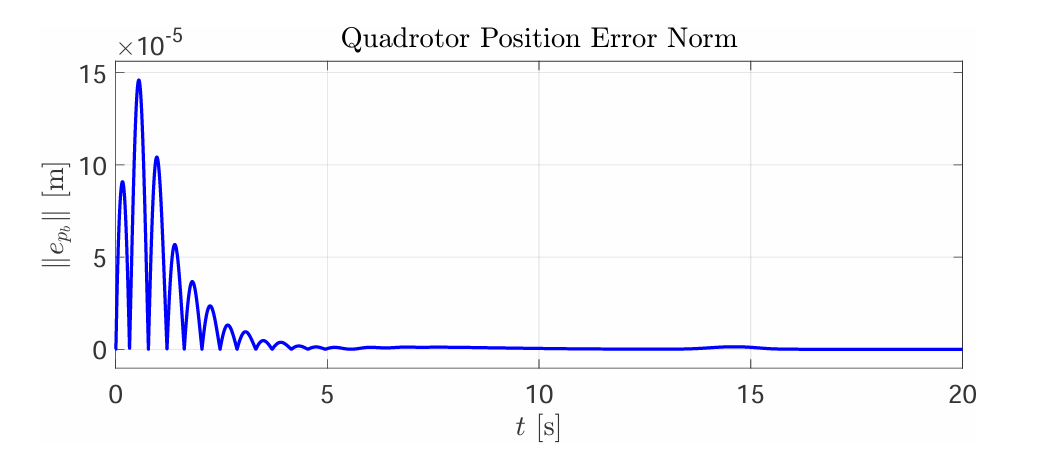 Quadrotor Position Error Norm
×10⁻⁵
15
10
5
0
‖e_{p_b}‖ [m]
0 5 10 15 20
t [s]